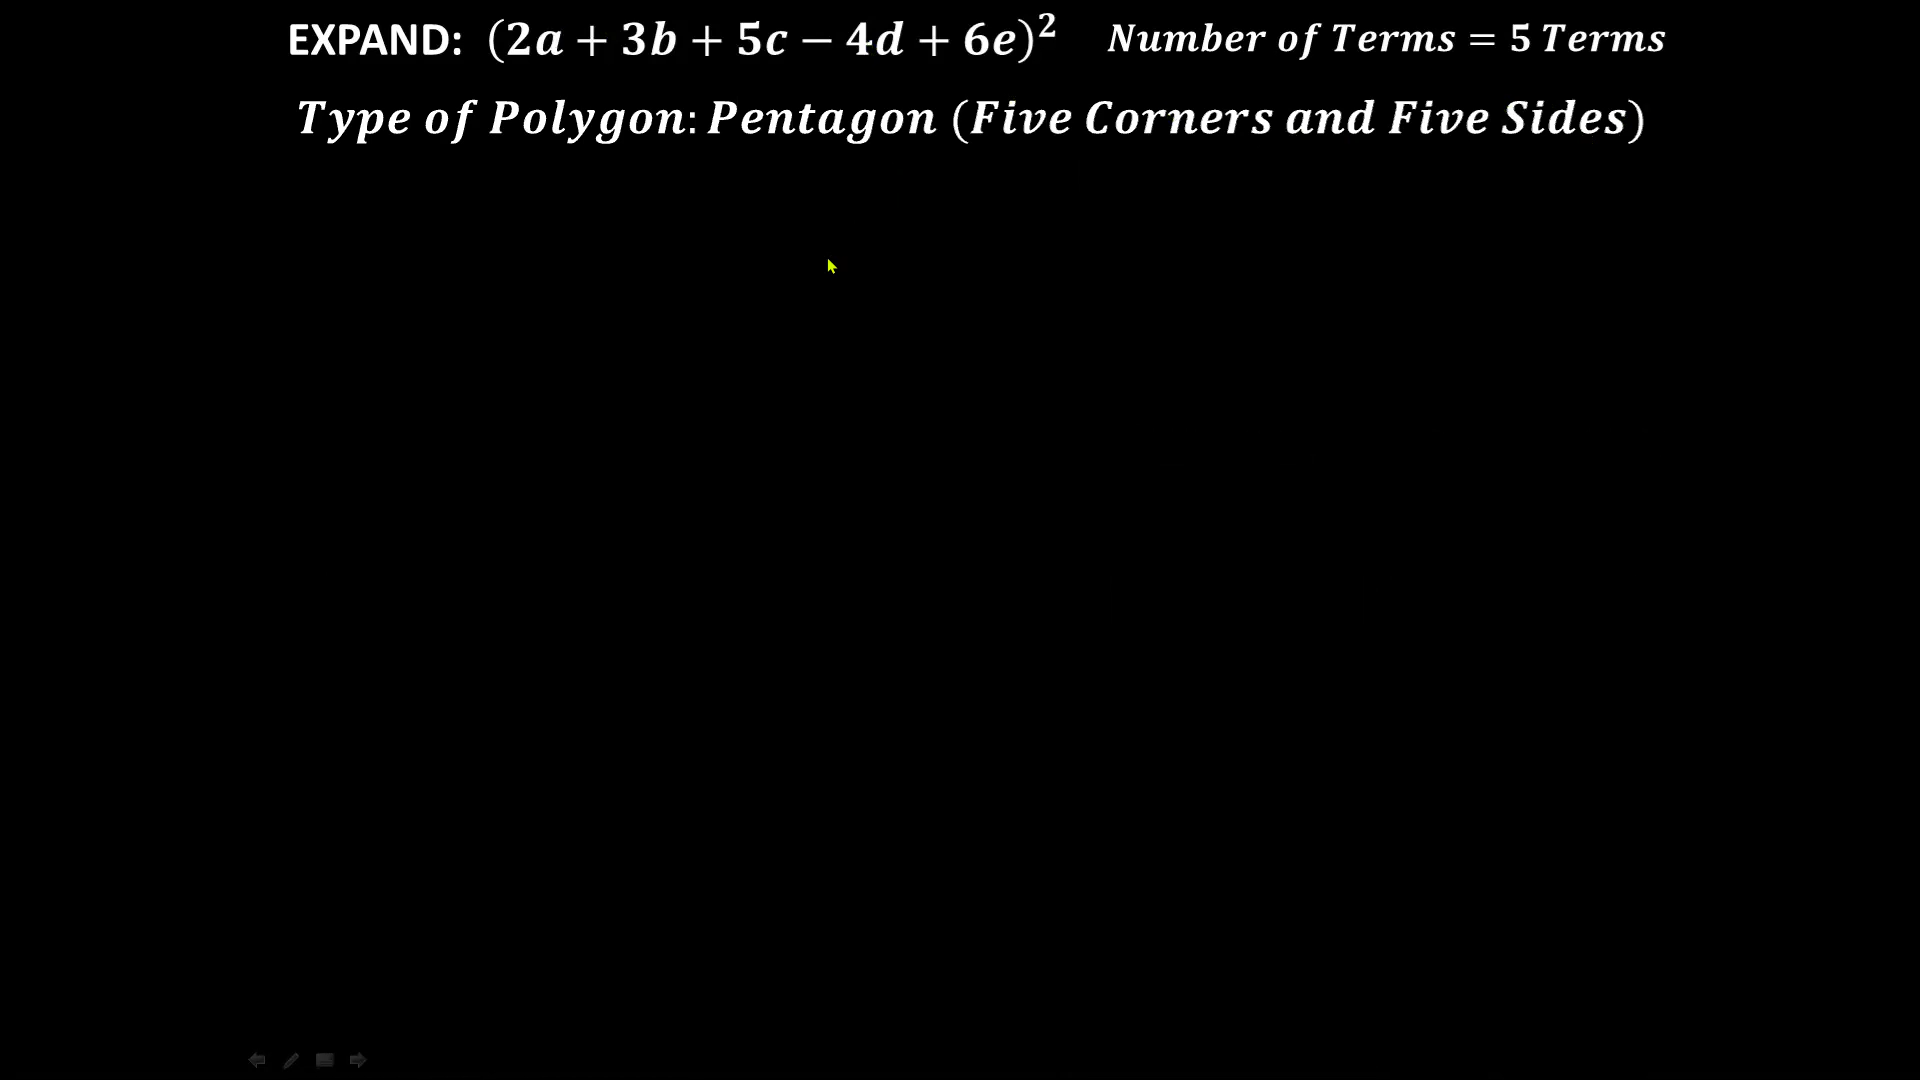 EXPAND: (2a + 3b + 5c − 4d + 6e)² Number of Terms = 5 Terms
Type of Polygon: Pentagon (Five Corners and Five Sides)